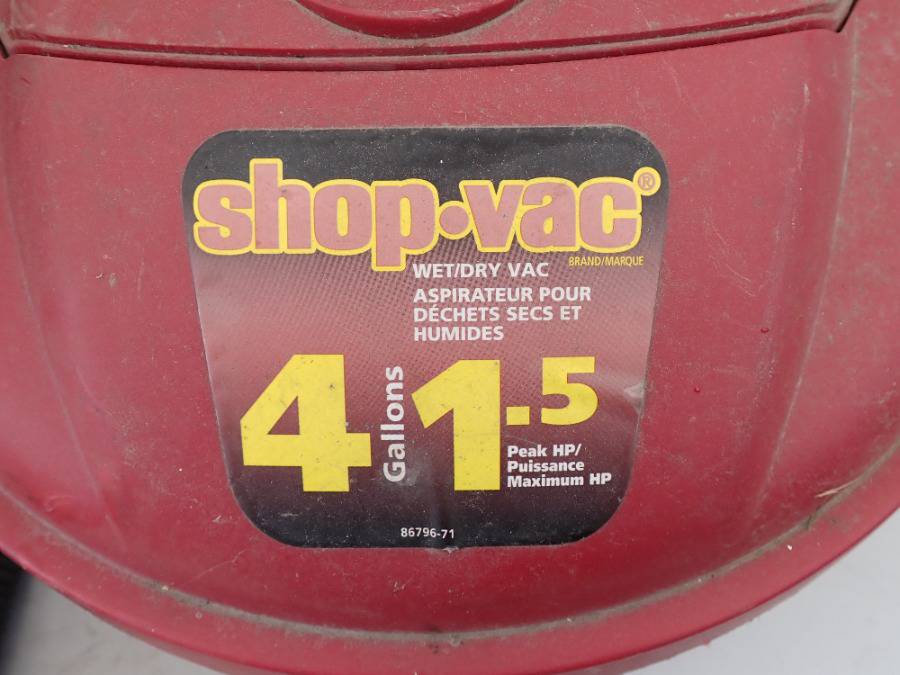 shop·vac®
BRAND/MARQUE
WET/DRY VAC
ASPIRATEUR POUR
DÉCHETS SECS ET
HUMIDES
4 Gallons
1.5
Peak HP/
Puissance
Maximum HP
86796-71